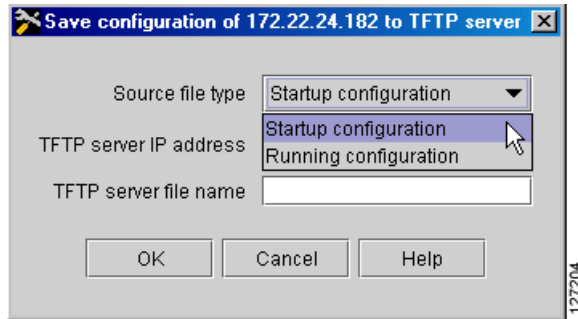 Save configuration of 172.22.24.182 to TFTP server
Source file type
Startup configuration
Startup configuration
Running configuration
TFTP server IP address
TFTP server file name
OK
Cancel
Help
127204